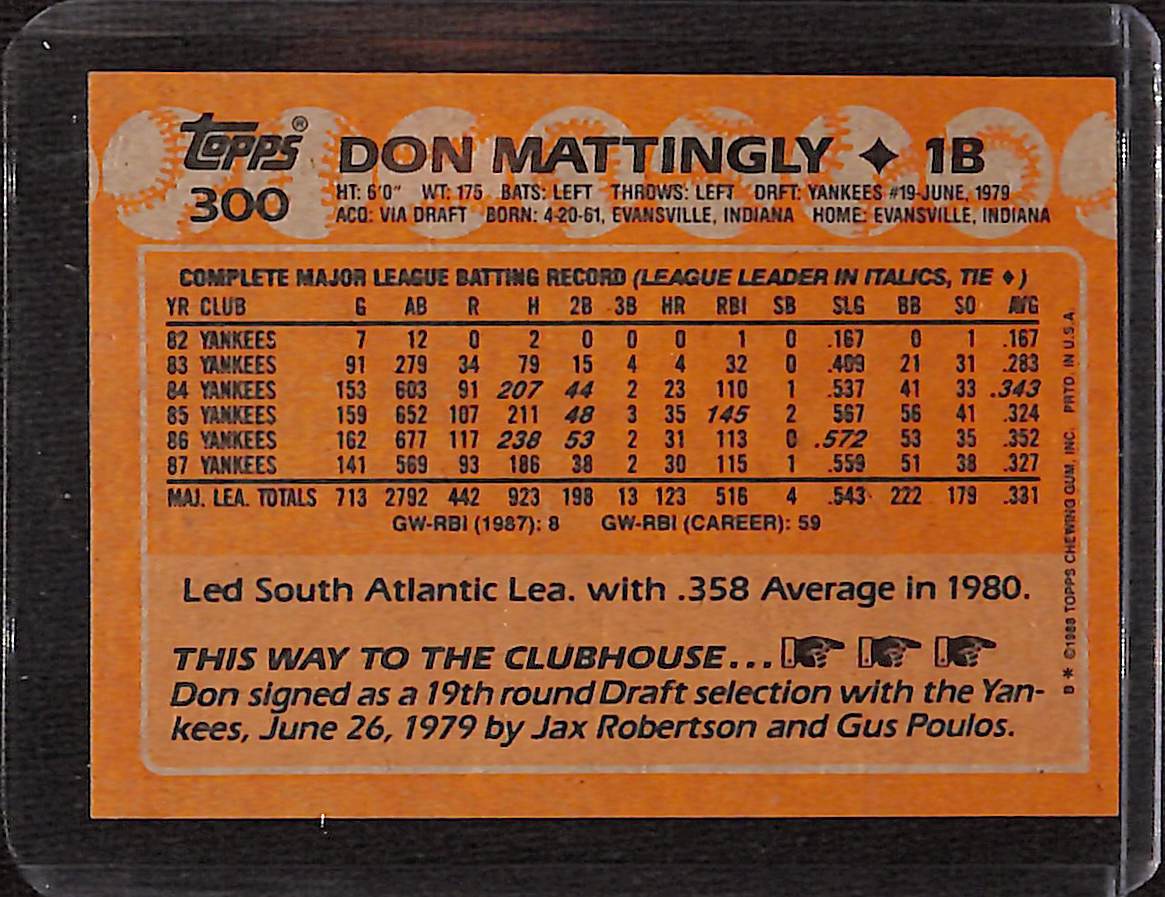 TOPPS®
300
DON MATTINGLY ✦ 1B
HT: 6'0" WT: 175 BATS: LEFT THROWS: LEFT DRFT: YANKEES #19-JUNE, 1979
ACQ: VIA DRAFT BORN: 4-20-61, EVANSVILLE, INDIANA HOME: EVANSVILLE, INDIANA
COMPLETE MAJOR LEAGUE BATTING RECORD (LEAGUE LEADER IN ITALICS, TIE ♦)
YR CLUB G AB R H 2B 3B HR RBI SB SLG BB SO AVG
82 YANKEES 7 12 0 2 0 0 0 1 0 .167 0 1 .167
83 YANKEES 91 279 34 79 15 4 4 32 0 .409 21 31 .283
84 YANKEES 153 603 91 207 44 2 23 110 1 .537 41 33 .343
85 YANKEES 159 652 107 211 48 3 35 145 2 .567 56 41 .324
86 YANKEES 162 677 117 238 53 2 31 113 0 .572 53 35 .352
87 YANKEES 141 569 93 186 38 2 30 115 1 .559 51 38 .327
MAJ. LEA. TOTALS 713 2792 442 923 198 13 123 516 4 .543 222 179 .331
GW-RBI (1987): 8 GW-RBI (CAREER): 59
Led South Atlantic Lea. with .358 Average in 1980.
THIS WAY TO THE CLUBHOUSE...
Don signed as a 19th round Draft selection with the Yan-
kees, June 26, 1979 by Jax Robertson and Gus Poulos.
D * ©1988 TOPPS CHEWING GUM, INC. PRTD. IN U.S.A.